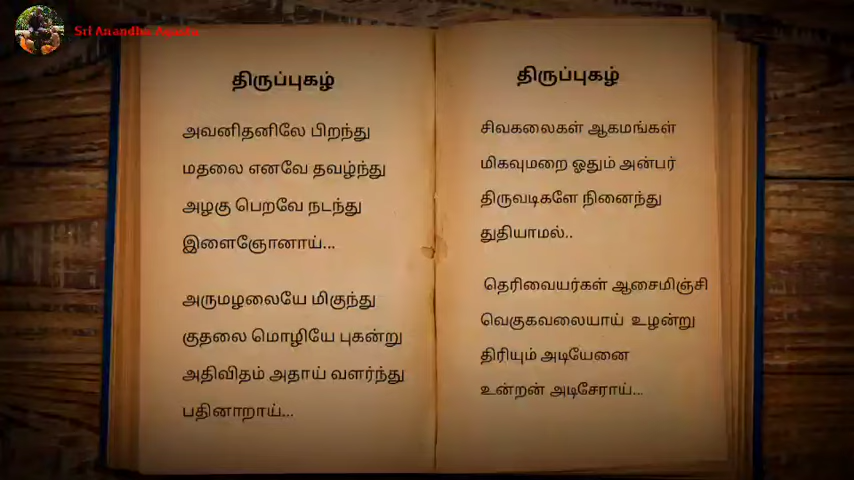 Sri Anandha Agasta
திருப்புகழ்
அவனிதனிலே பிறந்து
மதலை எனவே தவழ்ந்து
அழகு பெறவே நடந்து
இளைஞோனாய்...
அருமழலையே மிகுந்து
குதலை மொழியே புகன்று
அதிவிதம் அதாய் வளர்ந்து
பதினாறாய்...
திருப்புகழ்
சிவகலைகள் ஆகமங்கள்
மிகவுமறை ஓதும் அன்பர்
திருவடிகளே நினைந்து
துதியாமல்..
தெரிவையர்கள் ஆசைமிஞ்சி
வெகுகவலையாய் உழன்று
திரியும் அடியேனை
உன்றன் அடிசேராய்...